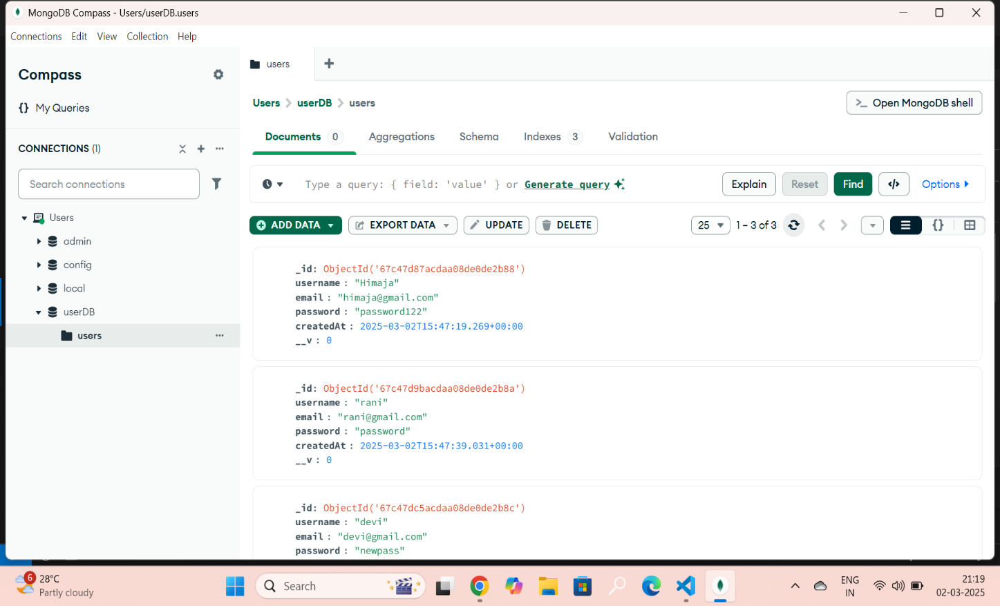 MongoDB Compass - Users/userDB.users
Connections Edit View Collection Help
Compass
{} My Queries
CONNECTIONS (1)
Search connections
Users
admin
config
local
userDB
users
users
Users > userDB > users
>_ Open MongoDB shell
Documents 0 Aggregations Schema Indexes 3 Validation
Type a query: { field: 'value' } or Generate query
Explain Reset Find </> Options
ADD DATA EXPORT DATA UPDATE DELETE
25 1 – 3 of 3 {}
_id: ObjectId('67c47d87acdaa08de0de2b88')
username : "Himaja"
email : "himaja@gmail.com"
password : "password122"
createdAt : 2025-03-02T15:47:19.269+00:00
__v : 0
_id: ObjectId('67c47d9bacdaa08de0de2b8a')
username : "rani"
email : "rani@gmail.com"
password : "password"
createdAt : 2025-03-02T15:47:39.031+00:00
__v : 0
_id: ObjectId('67c47dc5acdaa08de0de2b8c')
username : "devi"
email : "devi@gmail.com"
password : "newpass"
6
28°C
Partly cloudy
Search
ENG
IN
21:19
02-03-2025